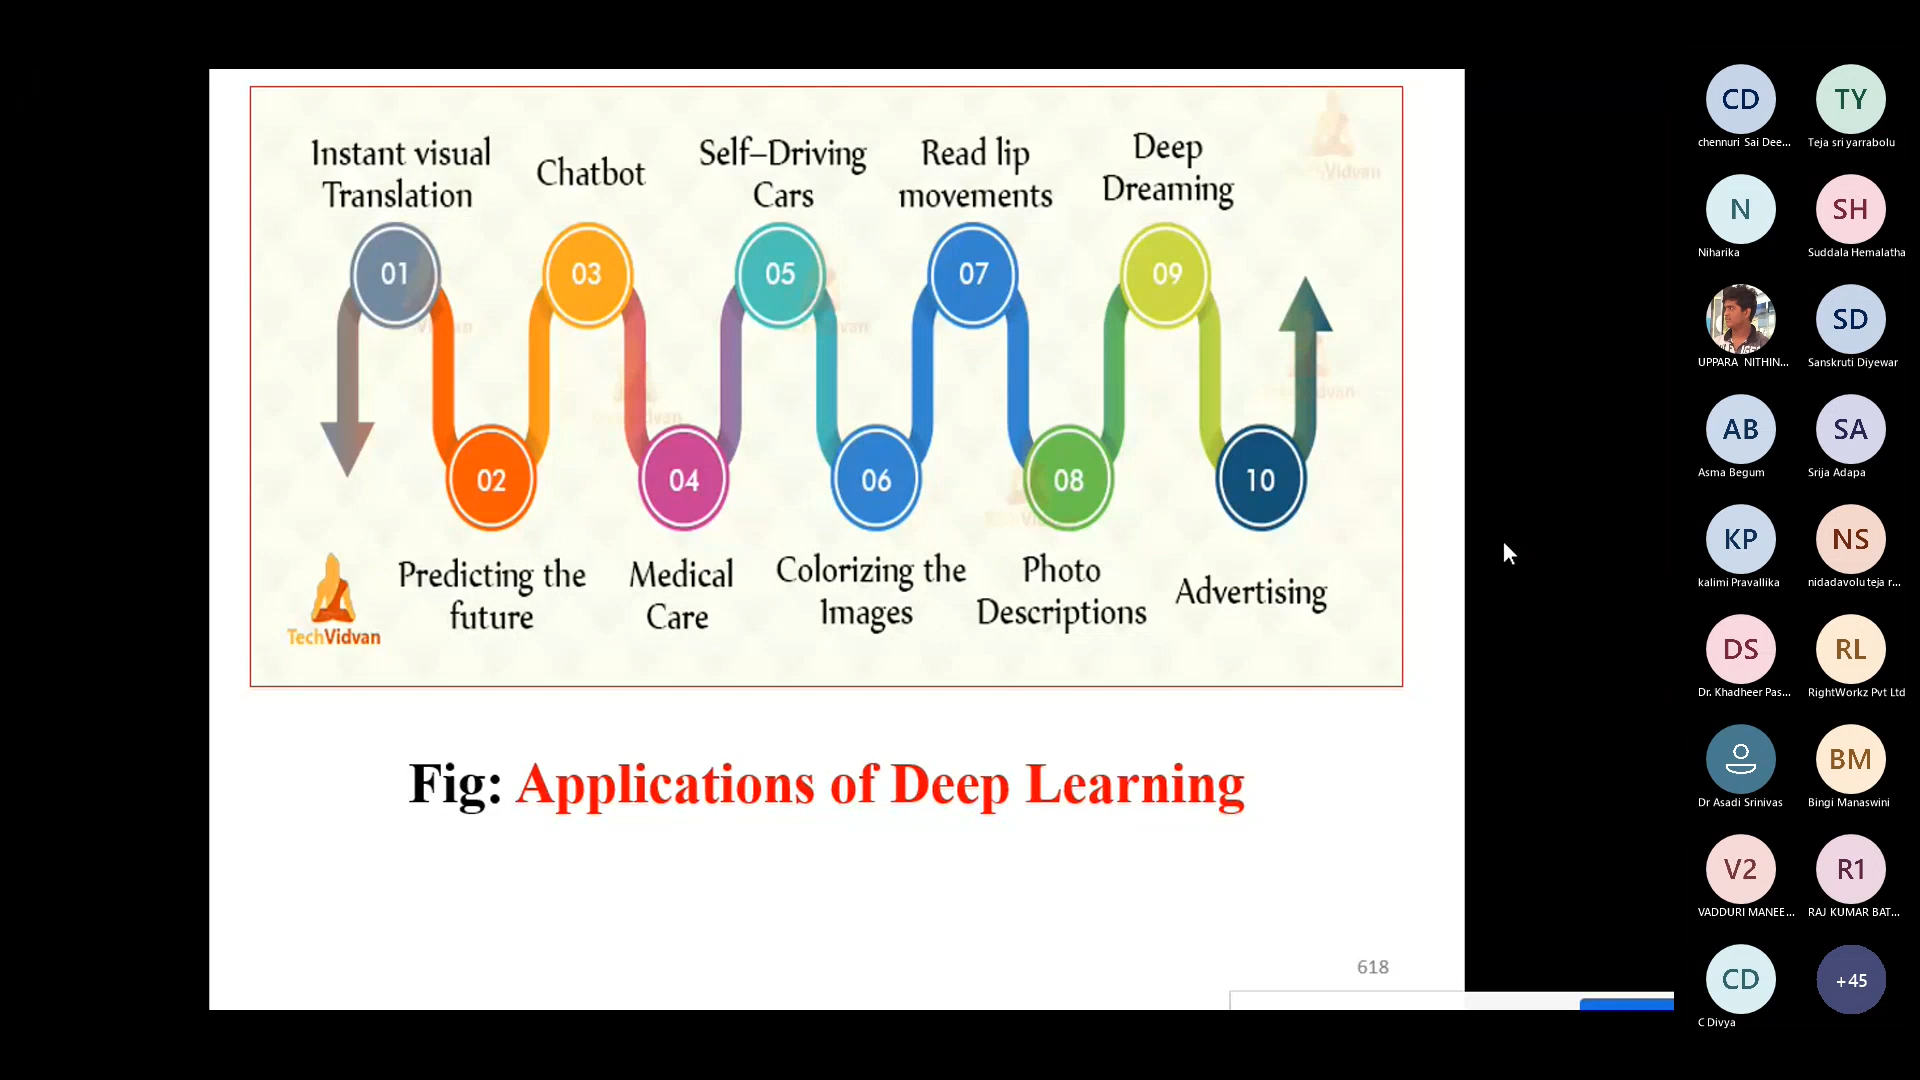 Instant visual
Translation
Chatbot
Self-Driving
Cars
Read lip
movements
Deep
Dreaming
01
03
05
07
09
02
04
06
08
10
Predicting the
future
Medical
Care
Colorizing the
Images
Photo
Descriptions
Advertising
TechVidvan
Vidvan
Fig: Applications of Deep Learning
618
CD
chennuri Sai Dee...
TY
Teja sri yarrabolu
N
Niharika
SH
Suddala Hemalatha
UPPARA NITHIN...
SD
Sanskruti Diyewar
AB
Asma Begum
SA
Srija Adapa
KP
kalimi Pravallika
NS
nidadavolu teja r...
DS
Dr. Khadheer Pas...
RL
RightWorkz Pvt Ltd
Dr Asadi Srinivas
BM
Bingi Manaswini
V2
VADDURI MANEE...
R1
RAJ KUMAR BAT...
CD
C Divya
+45